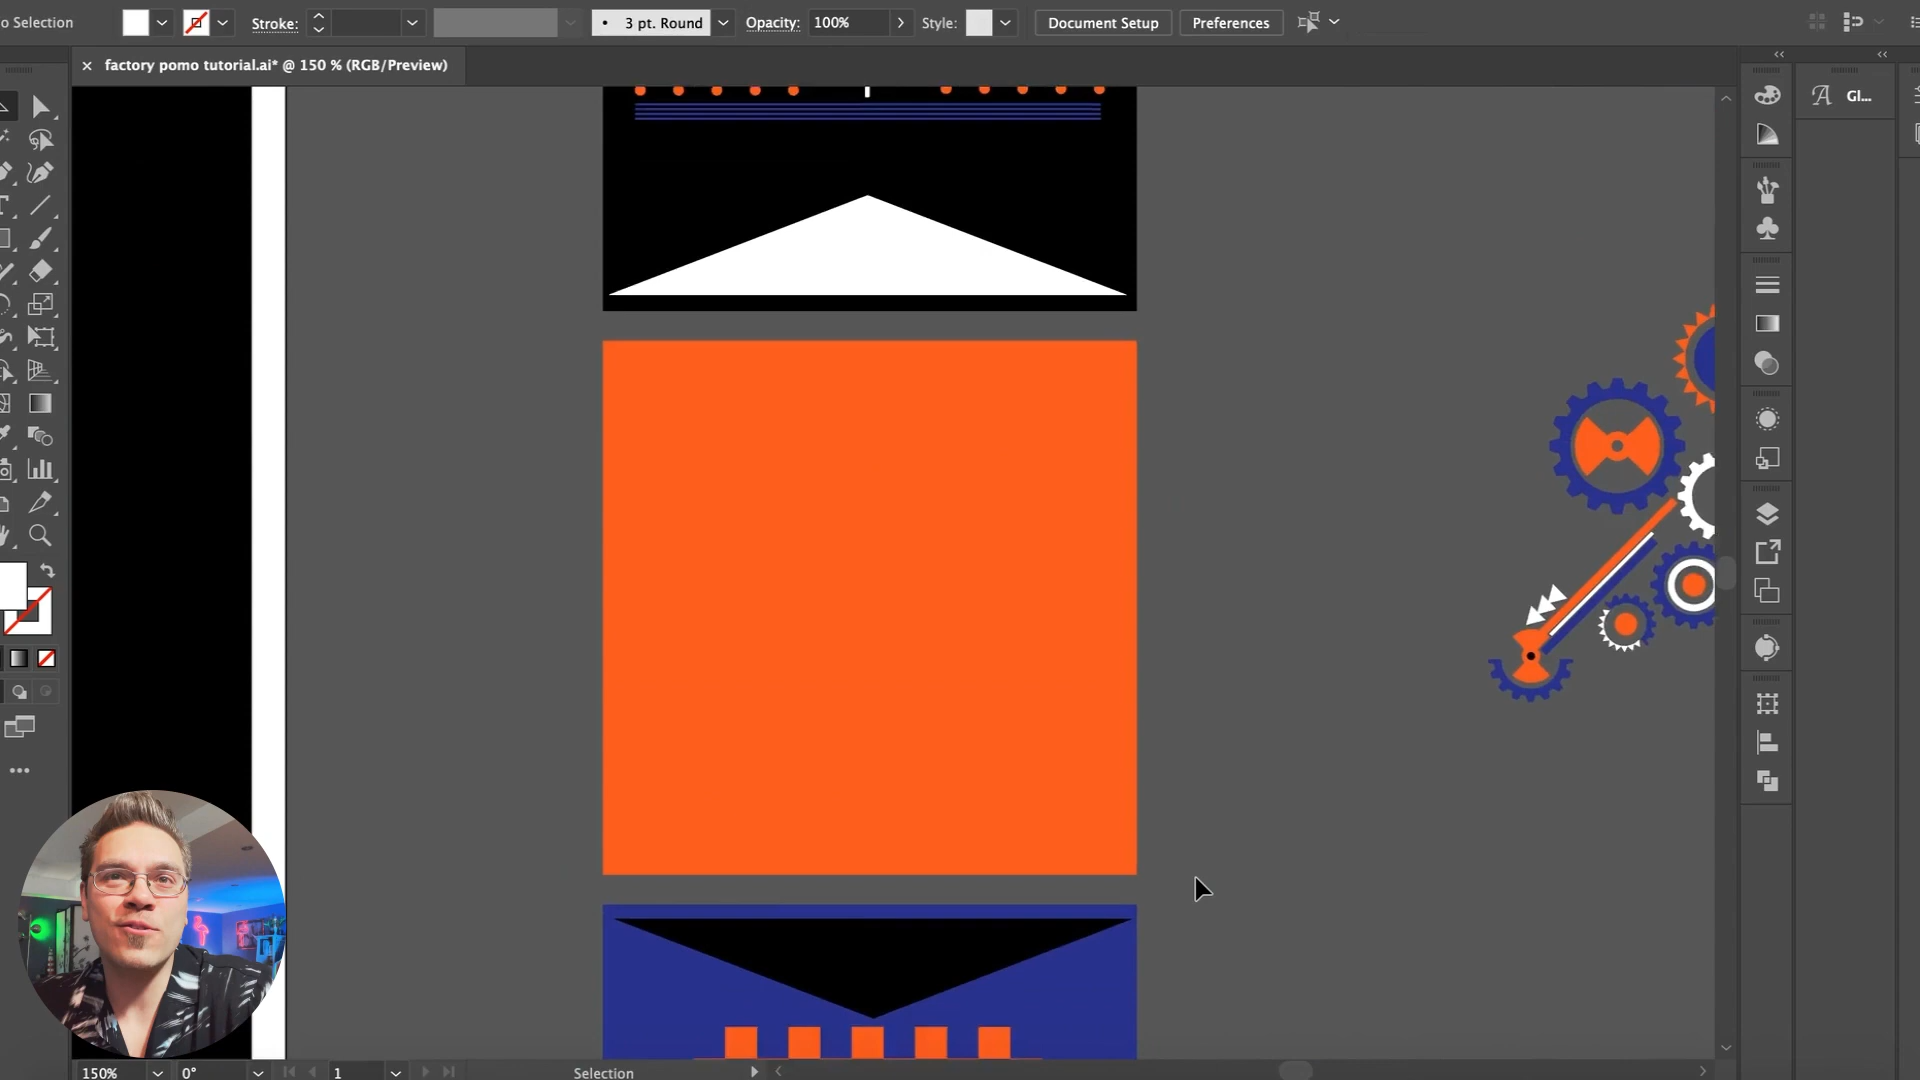 o Selection
Stroke:
3 pt. Round
Opacity: 100%
Style:
Document Setup
Preferences
× factory pomo tutorial.ai* @ 150 % (RGB/Preview)
A Gl...
150%
0°
1
Selection